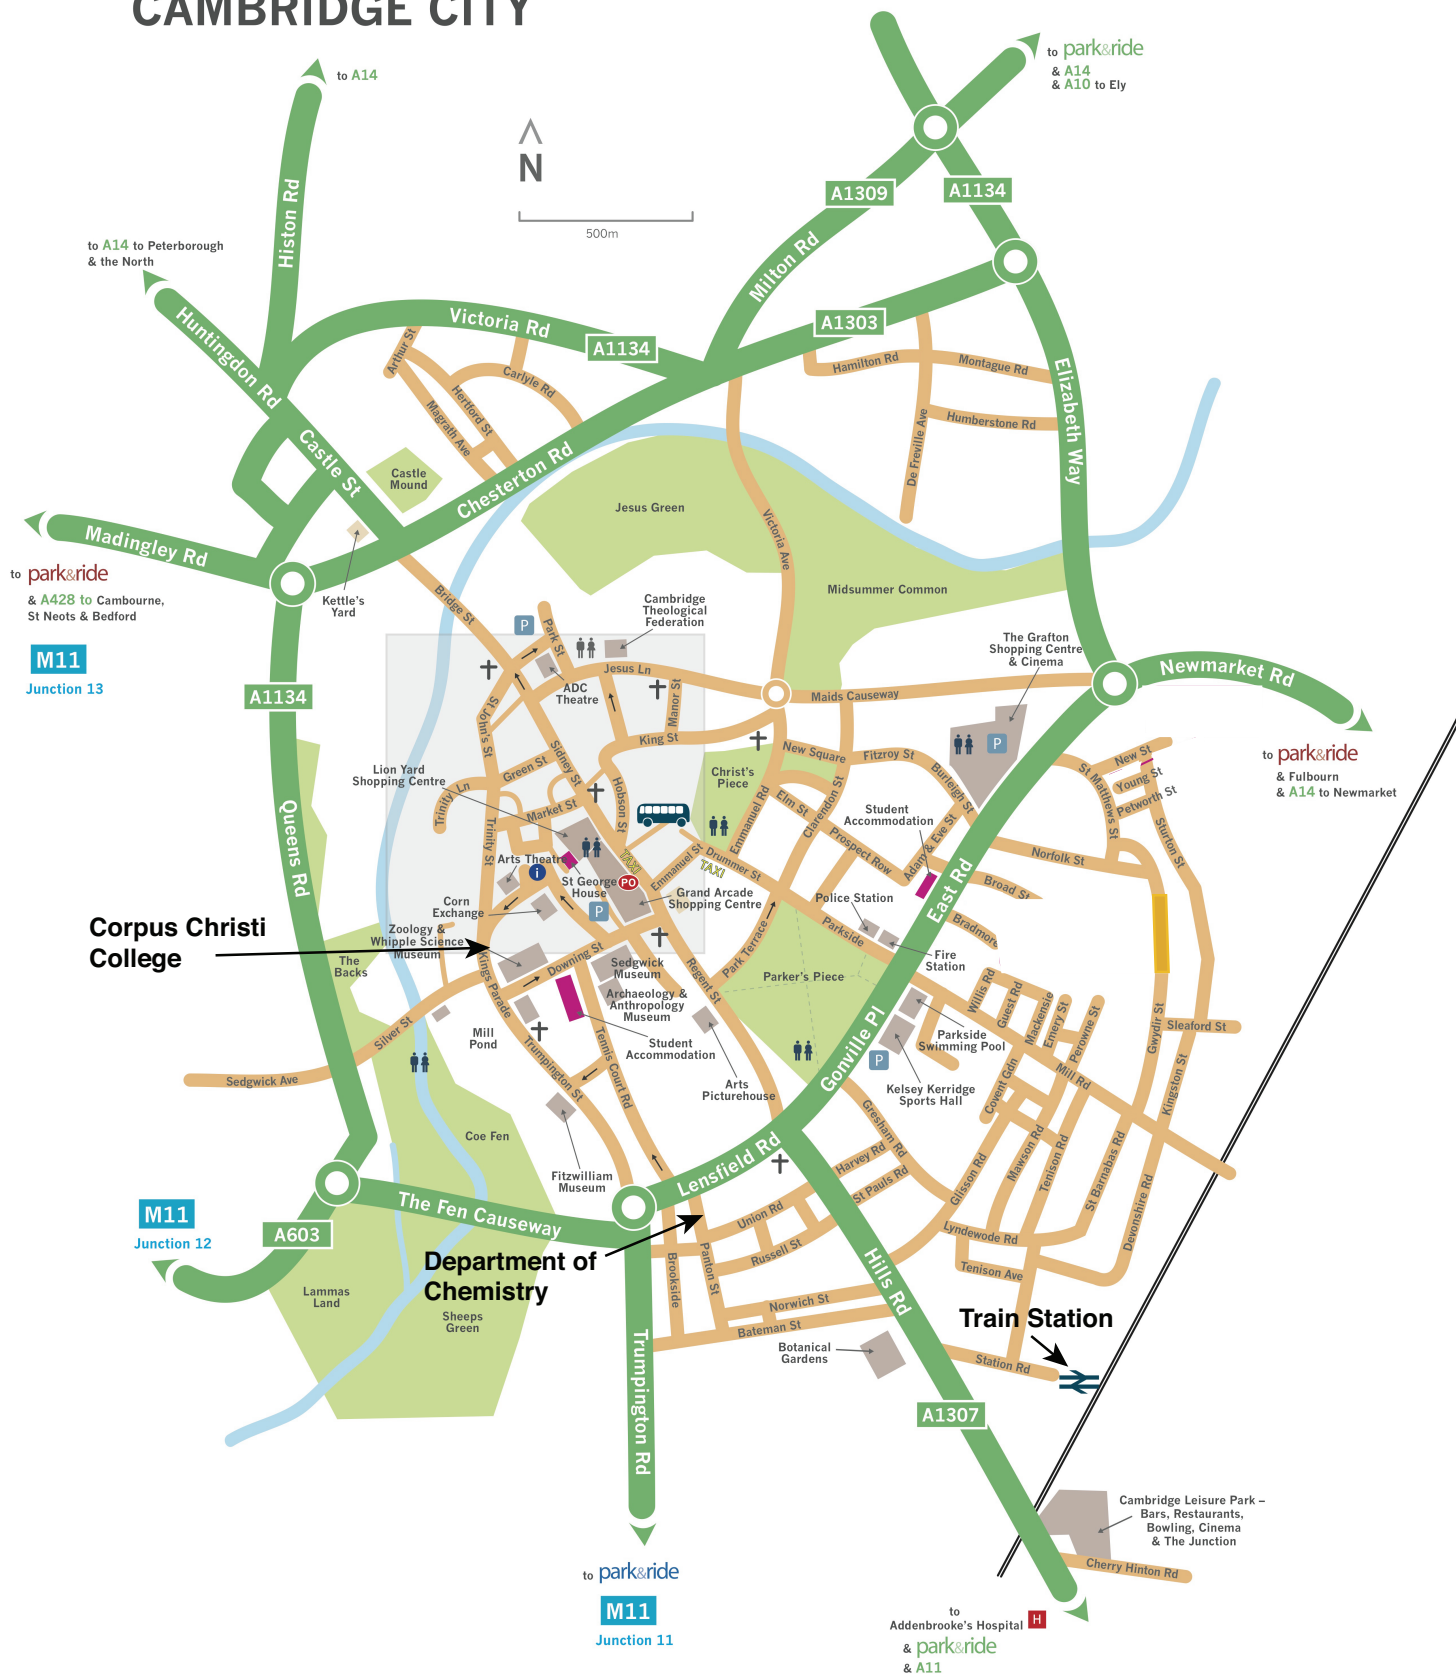 CAMBRIDGE CITY
to A14
to park&ride
& A14
& A10 to Ely
N
500m
Histon Rd
A1309
A1134
Milton Rd
to A14 to Peterborough
& the North
Huntingdon Rd
Victoria Rd
A1134
A1303
Arthur St
Hertford St
Magrath Ave
Carlyle Rd
Hamilton Rd
Montague Rd
Humberstone Rd
De Freville Ave
Elizabeth Way
Castle St
Castle
Mound
Chesterton Rd
Jesus Green
Victoria Ave
Madingley Rd
to park&ride
& A428 to Cambourne,
St Neots & Bedford
M11
Junction 13
Kettle's
Yard
Bridge St
P
Park St
Cambridge
Theological
Federation
Midsummer Common
The Grafton
Shopping Centre
& Cinema
Newmarket Rd
to park&ride
& Fulbourn
& A14 to Newmarket
A1134
ADC
Theatre
Jesus Ln
Manor St
Maids Causeway
St John's St
King St
New Square
Fitzroy St
Burleigh St
P
Lion Yard
Shopping Centre
Green St
Sidney St
Hobson St
Christ's
Piece
Emmanuel Rd
Elm St
Clarendon St
Student
Accommodation
New St
Young St
Petworth St
St Matthews St
Sturton St
Trinity Ln
Market St
Trinity St
Prospect Row
Adam & Eve St
Norfolk St
Queens Rd
Arts Theatre
i
St George
House
TAXI
PO
Emmanuel St
Drummer St
TAXI
Grand Arcade
Shopping Centre
P
Police Station
East Rd
Broad St
Bradmore
Corn
Exchange
Corpus Christi
College
Zoology &
Whipple Science
Museum
The
Backs
Kings Parade
Downing St
Sedgwick
Museum
Regent St
Park Terrace
Parkside
Fire
Station
Parker's Piece
Archaeology &
Anthropology
Museum
Willis Rd
Guest Rd
Mackensie
Emery St
Perowne St
Gwydir St
Sleaford St
Silver St
Mill
Pond
Student
Accommodation
Gonville Pl
Parkside
Swimming Pool
P
Sedgwick Ave
Trumpington St
Tennis Court Rd
Arts
Picturehouse
Kelsey Kerridge
Sports Hall
Covent Gdn
Mill Rd
Kingston St
Coe Fen
Gresham Rd
Fitzwilliam
Museum
Lensfield Rd
Harvey Rd
St Pauls Rd
Glisson Rd
Mawson Rd
Tenison Rd
St Barnabas Rd
Devonshire Rd
M11
Junction 12
A603
The Fen Causeway
Union Rd
Russell St
Lyndewode Rd
Tenison Ave
Department of
Chemistry
Brookside
Panton St
Hills Rd
Lammas
Land
Sheeps
Green
Norwich St
Bateman St
Train Station
Trumpington Rd
Botanical
Gardens
Station Rd
A1307
Cambridge Leisure Park –
Bars, Restaurants,
Bowling, Cinema
& The Junction
Cherry Hinton Rd
to park&ride
M11
Junction 11
to
Addenbrooke's Hospital H
& park&ride
& A11